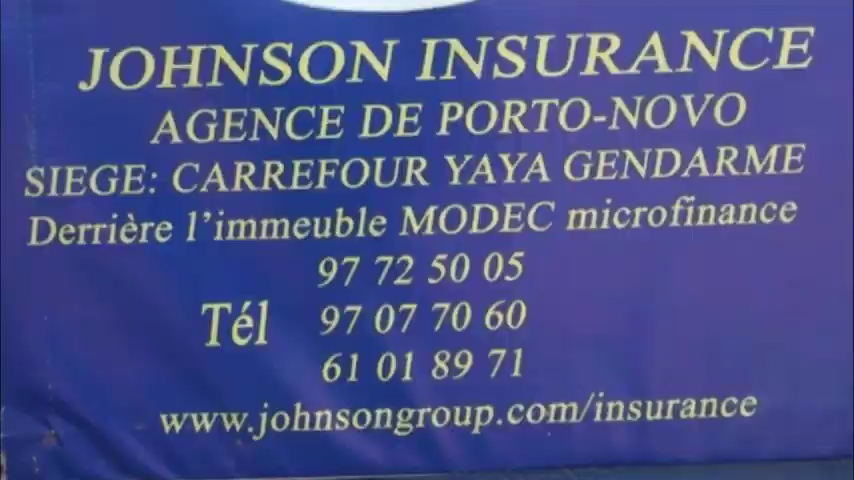 JOHNSON INSURANCE
AGENCE DE PORTO-NOVO
SIEGE: CARREFOUR YAYA GENDARME
Derrière l'immeuble MODEC microfinance
97 72 50 05
Tél 97 07 70 60
61 01 89 71
www.johnsongroup.com/insurance